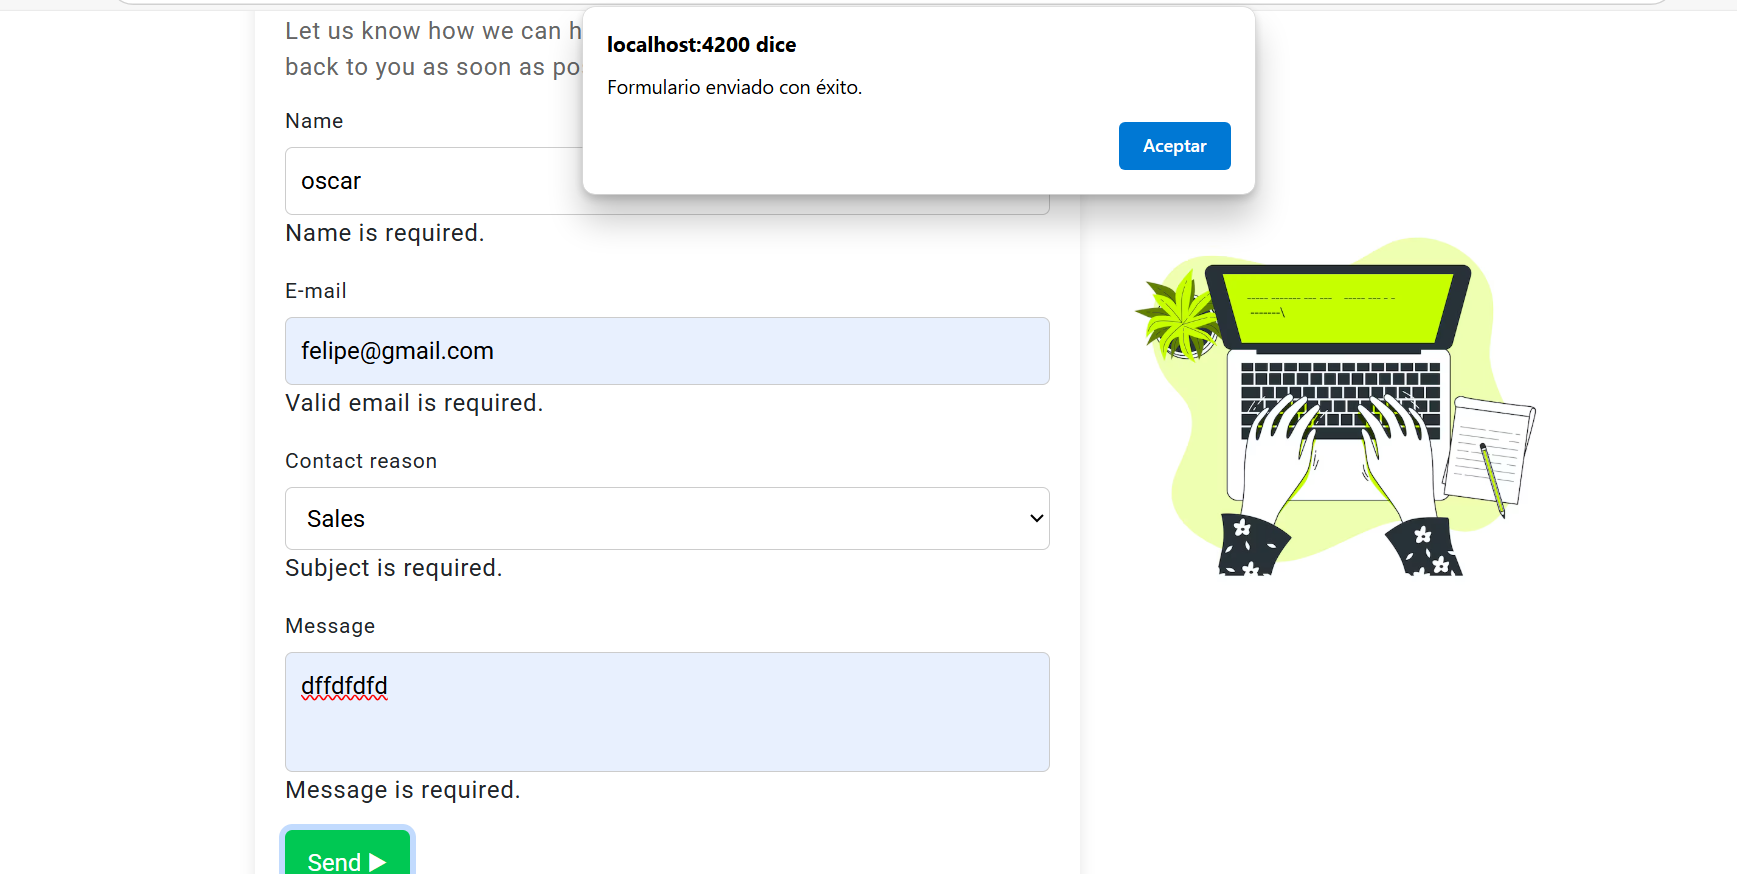 Let us know how we can h
back to you as soon as po
localhost:4200 dice
Formulario enviado con éxito.
Aceptar
Name
oscar
Name is required.
E-mail
felipe@gmail.com
Valid email is required.
Contact reason
Sales
Subject is required.
Message
dffdfdfd
Message is required.
Send